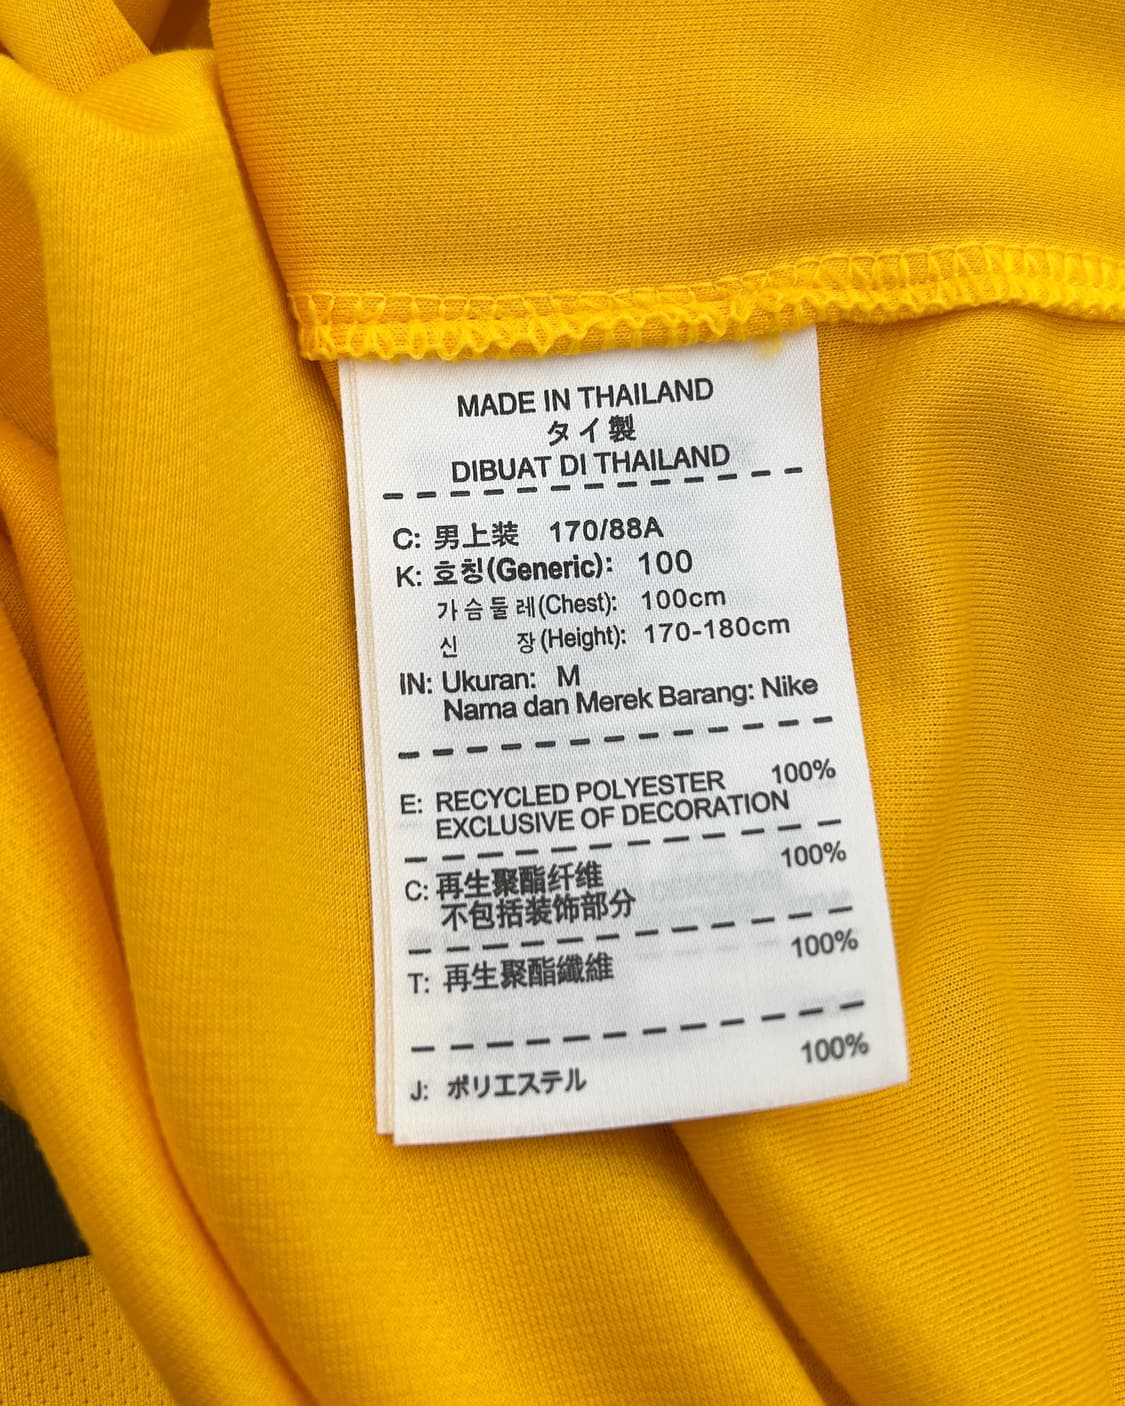 MADE IN THAILAND
タイ製
DIBUAT DI THAILAND
C: 男上装 170/88A
K: 호칭(Generic): 100
가슴둘레(Chest): 100cm
신 장(Height): 170-180cm
IN: Ukuran: M
Nama dan Merek Barang: Nike
E: RECYCLED POLYESTER 100%
EXCLUSIVE OF DECORATION
C: 再生聚酯纤维 100%
不包括装饰部分
T: 再生聚酯纖維 100%
J: ポリエステル 100%